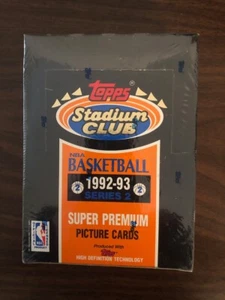 Topps
Stadium
CLUB
NBA
BASKETBALL
2 1992-93 2
SERIES 2
SUPER PREMIUM
PICTURE CARDS
Produced With
HIGH DEFINITION TECHNOLOGY